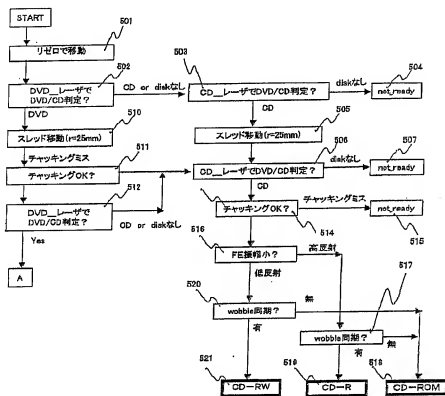 START
501
リゼロで移動
502
DVD__レーザで
DVD/CD判定?
CD or diskなし
503
CD__レーザでDVD/CD判定?
diskなし
504
not_ready
DVD
510
スレッド移動(r=25mm)
CD
505
スレッド移動(r=25mm)
チャッキングミス
511
チャッキングOK?
506
CD__レーザでDVD/CD判定?
diskなし
507
not_ready
512
DVD__レーザで
DVD/CD判定?
CD or diskなし
CD
チャッキングOK?
514
チャッキングミス
not_ready
515
Yes
A
516
FE振幅小?
高反射
低反射
517
520
wobble同期?
無
有
wobble同期?
無
有
521
CD-RW
519
CD-R
518
CD-ROM